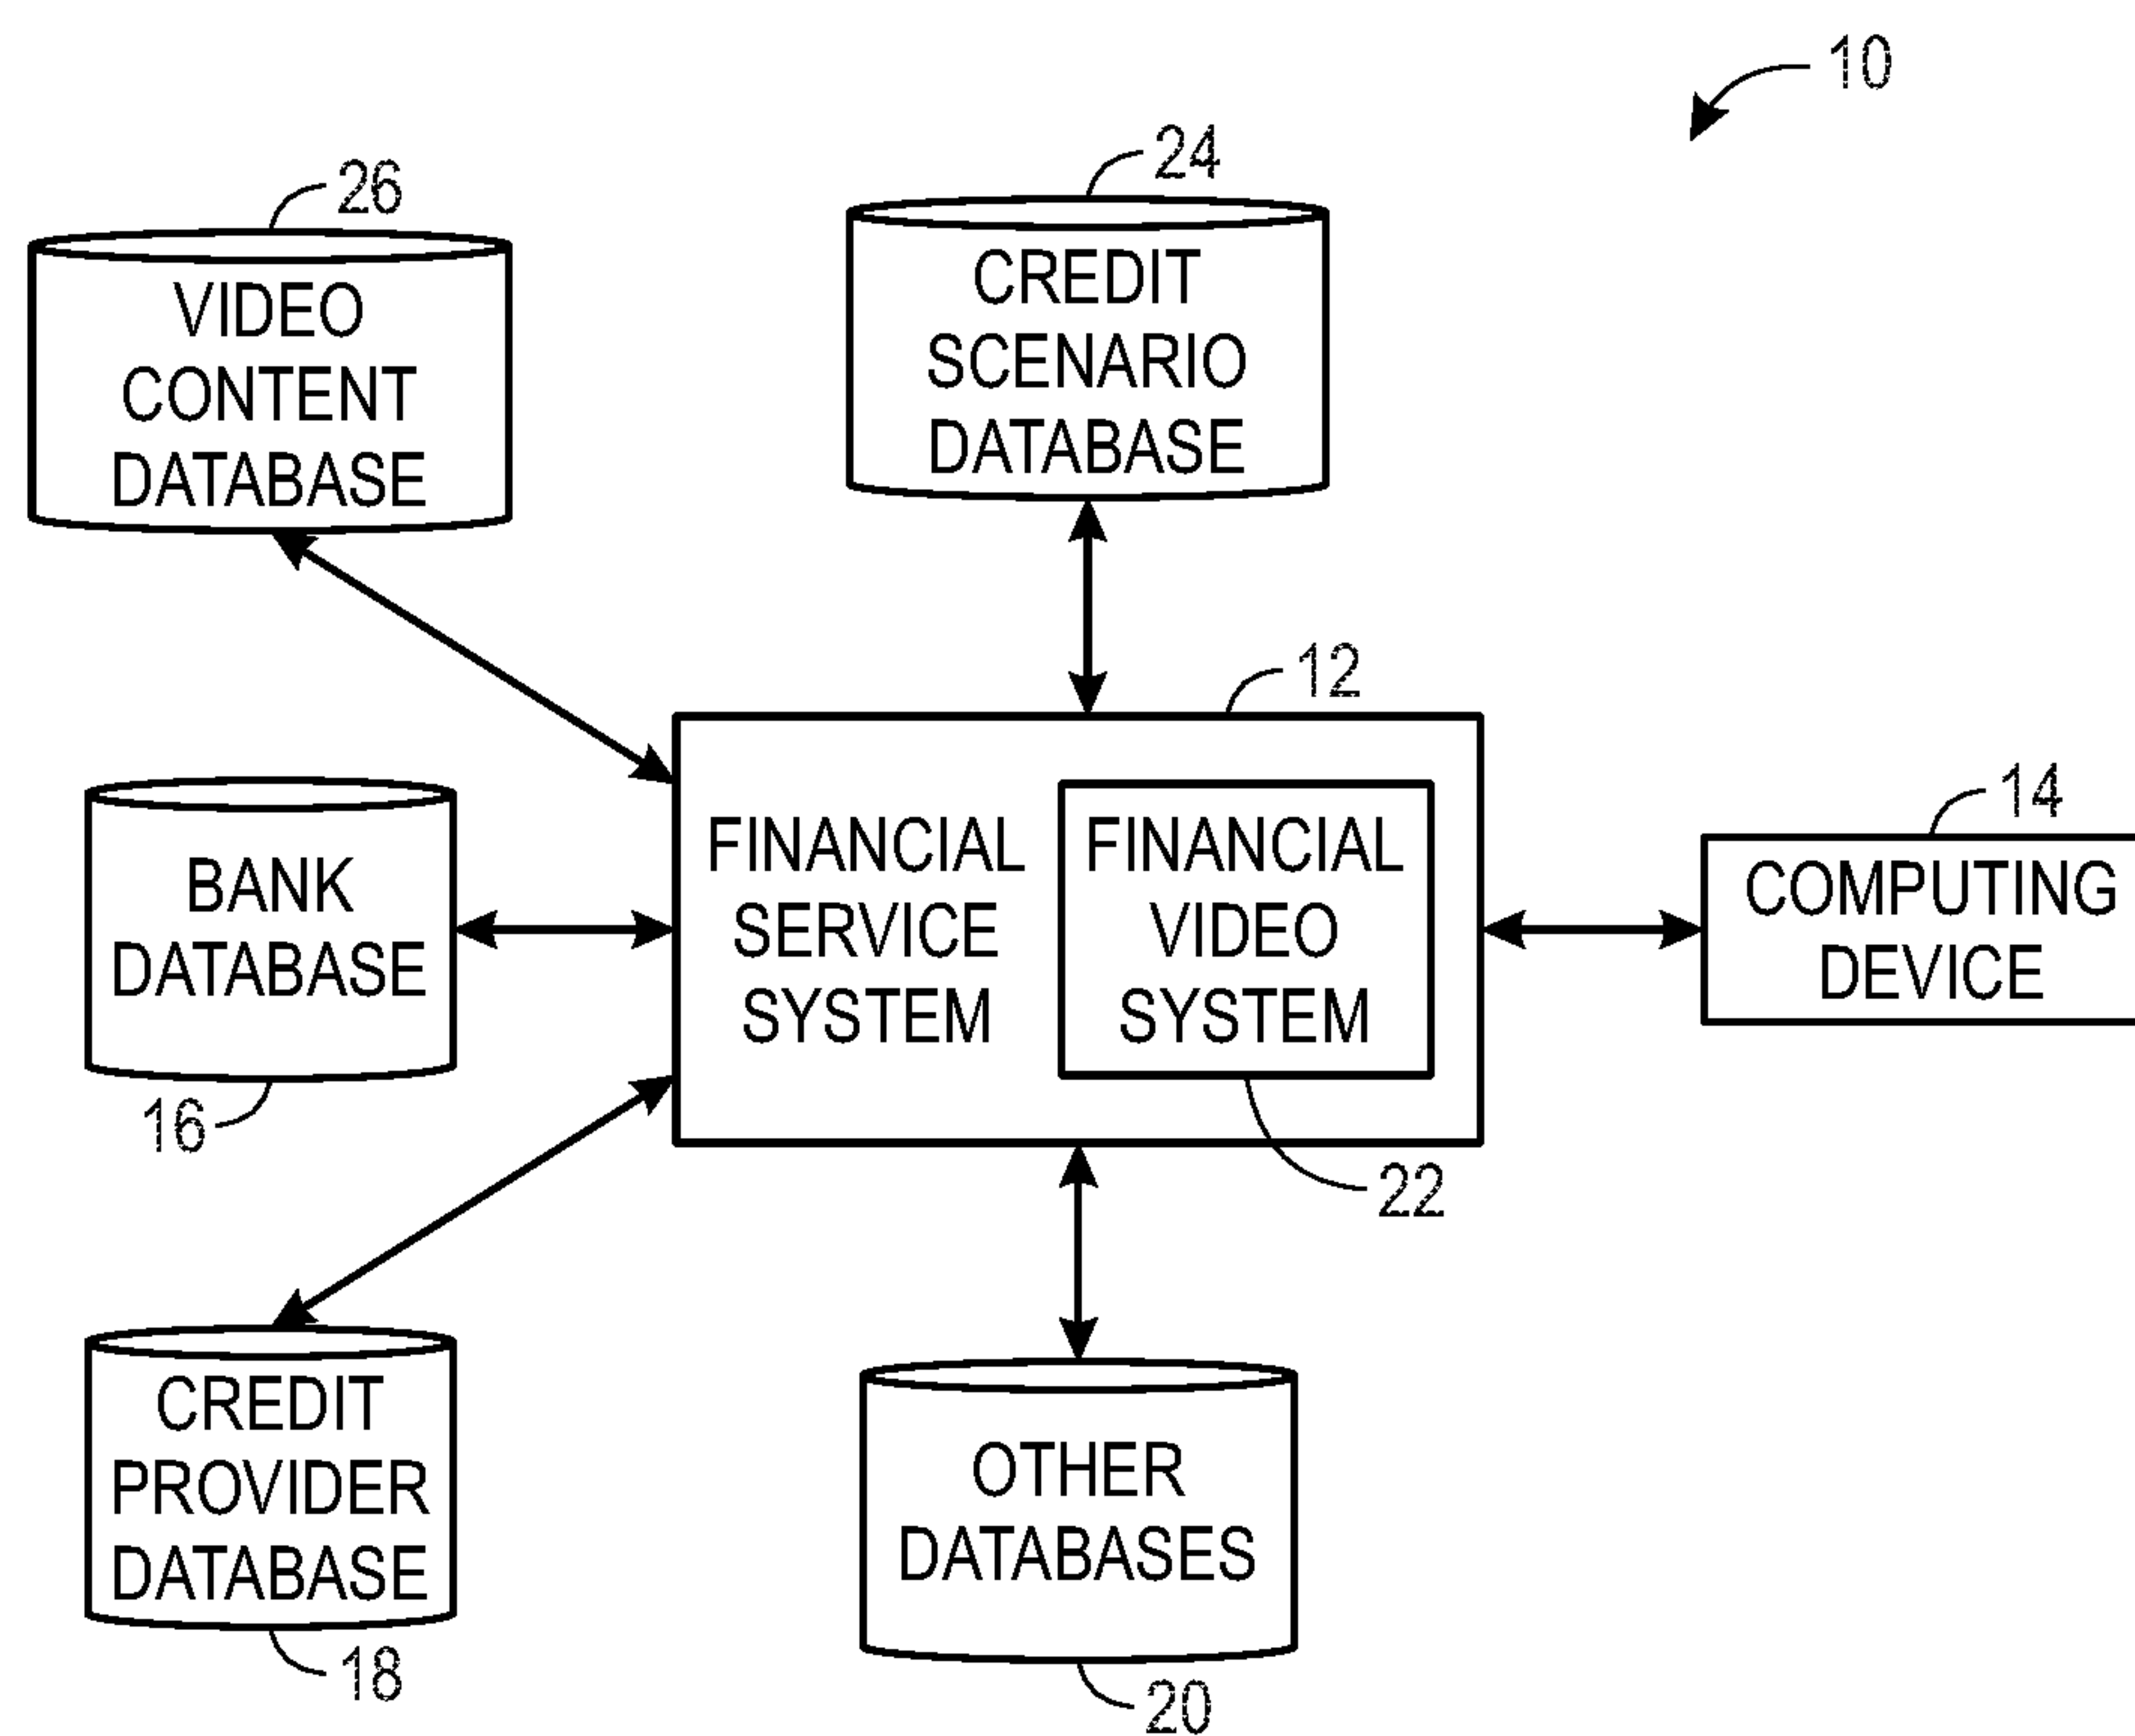 10
26
VIDEO
CONTENT
DATABASE
24
CREDIT
SCENARIO
DATABASE
12
FINANCIAL
SERVICE
SYSTEM
FINANCIAL
VIDEO
SYSTEM
22
14
COMPUTING
DEVICE
BANK
DATABASE
16
CREDIT
PROVIDER
DATABASE
18
OTHER
DATABASES
20